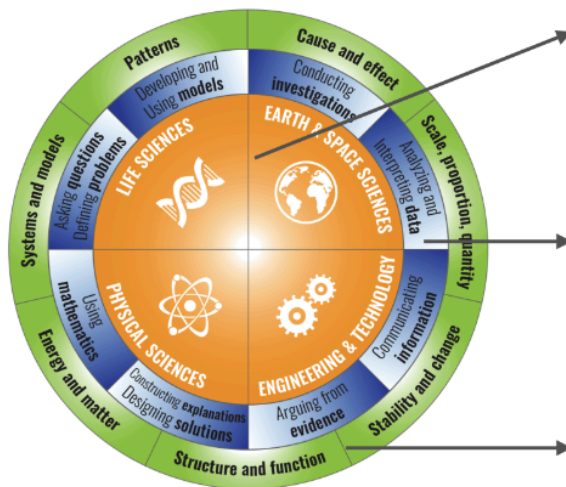 Patterns
Cause and effect
Scale, proportion, quantity
Stability and change
Structure and function
Energy and matter
Systems and models
Developing and
Using models
Conducting
investigations
Analyzing and
Interpreting data
Communicating
information
Arguing from
evidence
Constructing explanations
Designing solutions
Using
mathematics
Asking questions
Defining problems
LIFE SCIENCES
EARTH & SPACE SCIENCES
ENGINEERING & TECHNOLOGY
PHYSICAL SCIENCES